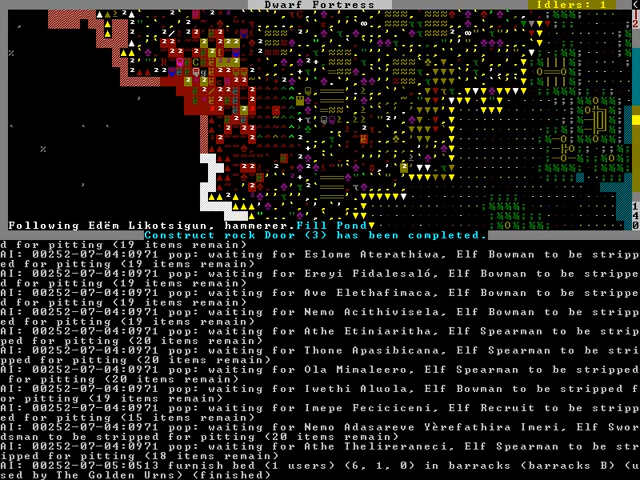 Dwarf Fortress
Idlers: 1
Following Edëm Likotsigun, hammerer.Fill Pond
Construct rock Door (3) has been completed.
d for pitting (19 items remain)
AI: 00252-07-04:0971 pop: waiting for Eslome Aterathiwa, Elf Bowman to be stripp
ed for pitting (19 items remain)
AI: 00252-07-04:0971 pop: waiting for Ereyi Fidalesaló, Elf Bowman to be strippe
d for pitting (19 items remain)
AI: 00252-07-04:0971 pop: waiting for Ave Elethafimaca, Elf Bowman to be strippe
d for pitting (19 items remain)
AI: 00252-07-04:0971 pop: waiting for Nemo Acithivisela, Elf Bowman to be stripp
ed for pitting (19 items remain)
AI: 00252-07-04:0971 pop: waiting for Athe Etiniaritha, Elf Spearman to be strip
ped for pitting (20 items remain)
AI: 00252-07-04:0971 pop: waiting for Thone Apasibicana, Elf Spearman to be stri
pped for pitting (20 items remain)
AI: 00252-07-04:0971 pop: waiting for Ola Mimaleero, Elf Spearman to be stripped
for pitting (20 items remain)
AI: 00252-07-04:0971 pop: waiting for Iwethi Aluola, Elf Bowman to be stripped f
or pitting (19 items remain)
AI: 00252-07-04:0971 pop: waiting for Imepe Feciciceni, Elf Recruit to be stripp
ed for pitting (15 items remain)
AI: 00252-07-04:0971 pop: waiting for Nemo Adasareve Yèrefathira Imeri, Elf Swor
dsman to be stripped for pitting (20 items remain)
AI: 00252-07-04:0971 pop: waiting for Athe Thelireraneci, Elf Spearman to be str
ipped for pitting (18 items remain)
AI: 00252-07-05:0513 furnish bed (1 users) (6, 1, 0) in barracks (barracks B) (u
sed by The Golden Urns) (finished)